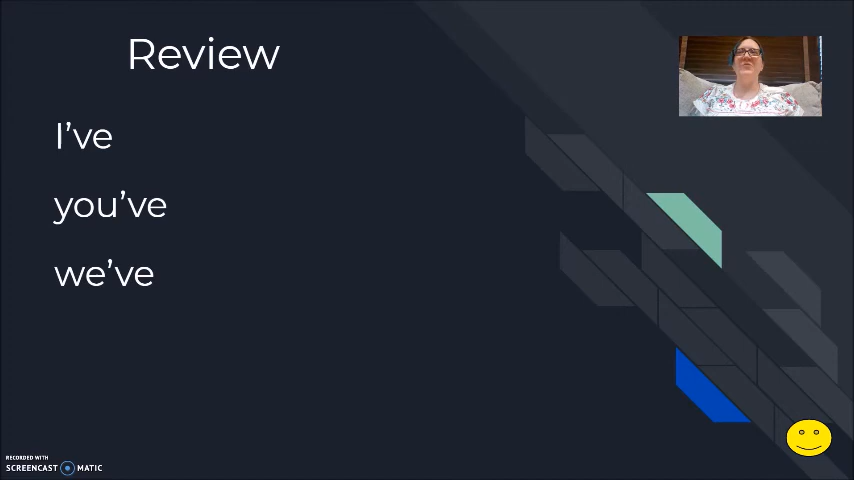 Review
I’ve
you’ve
we’ve
RECORDED WITH
SCREENCAST MATIC